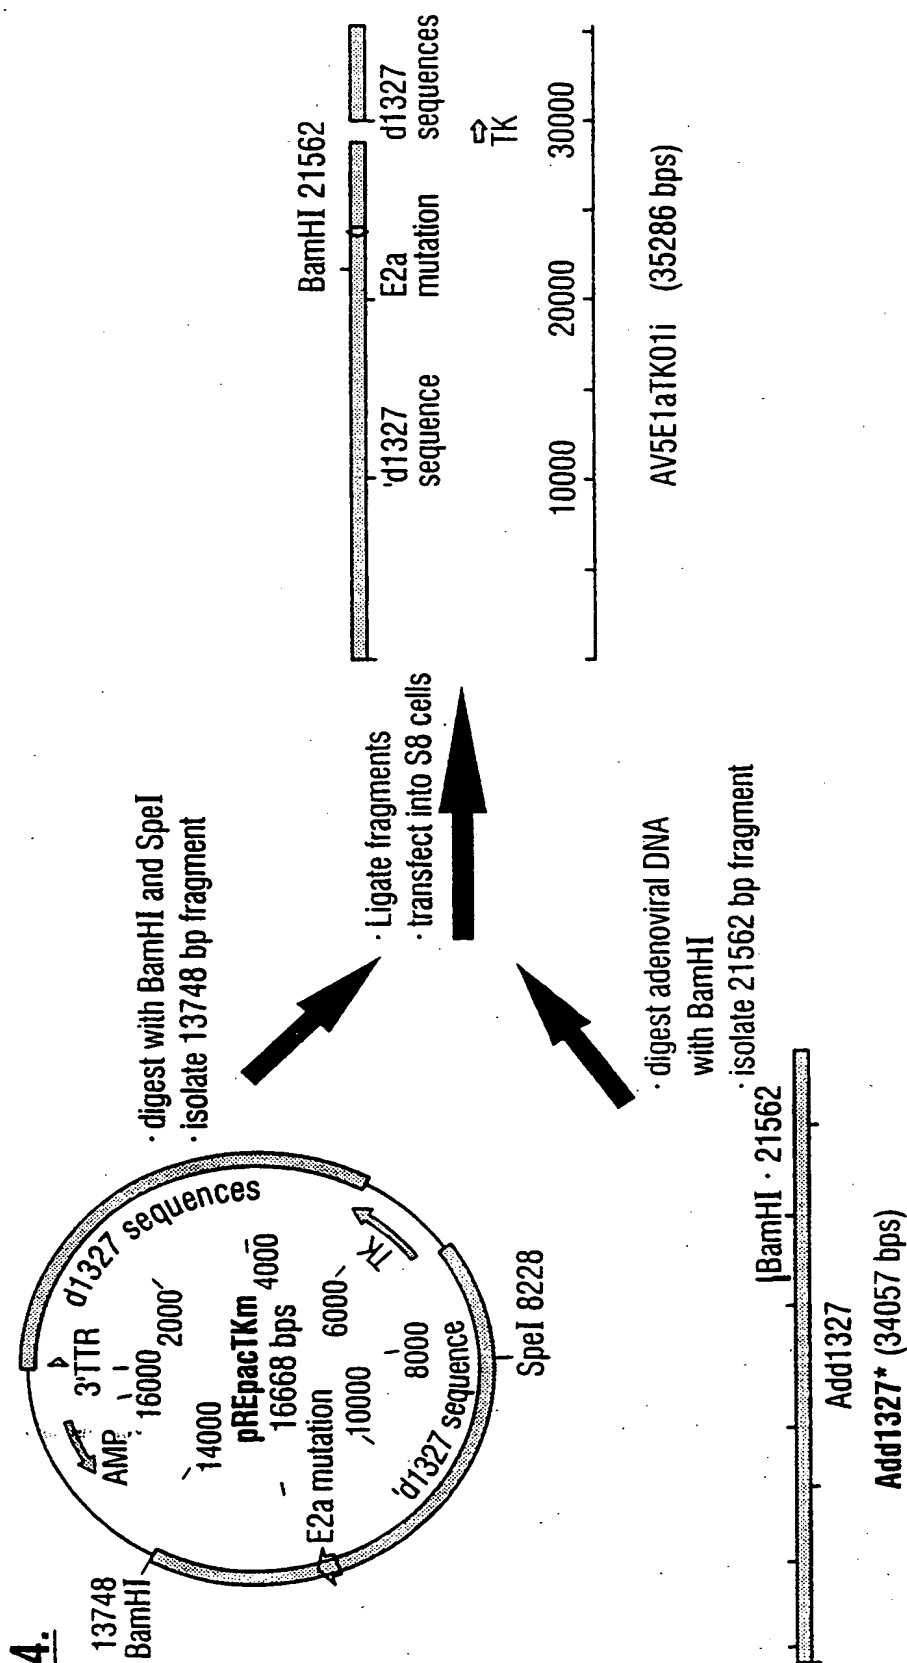 4.
13748
BamHI
AMP
3'TTR
d1327 sequences
16000
2000
14000
pREpacTKm
16668 bps
4000
E2a mutation
10000
6000
8000
TK
'd1327 sequence
SpeI 8228
· digest with BamHI and SpeI
· isolate 13748 bp fragment
· Ligate fragments
· transfect into S8 cells
BamHI · 21562
Add1327
Add1327* (34057 bps)
· digest adenoviral DNA
with BamHI
· isolate 21562 bp fragment
BamHI 21562
'd1327
sequence
E2a
mutation
d1327
sequences
TK
10000
20000
30000
AV5E1aTK01i (35286 bps)